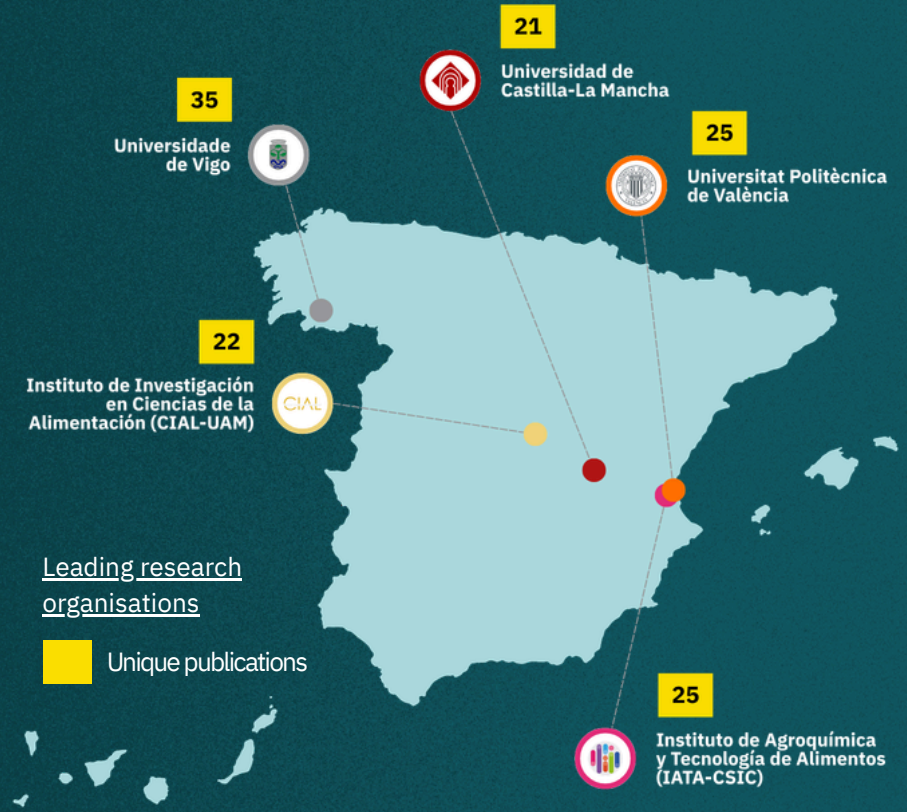 21
Universidad de
Castilla-La Mancha
35
Universidade
de Vigo
25
Universitat Politècnica
de València
22
Instituto de Investigación
en Ciencias de la
Alimentación (CIAL-UAM)
CIAL
Leading research
organisations
Unique publications
25
Instituto de Agroquímica
y Tecnología de Alimentos
(IATA-CSIC)